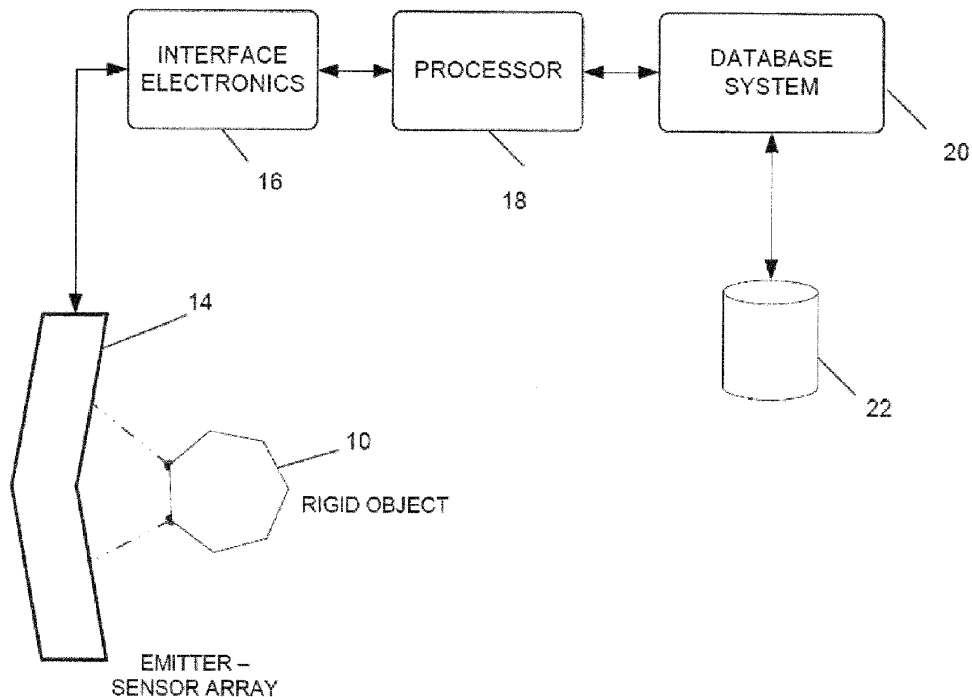 INTERFACE
ELECTRONICS
PROCESSOR
DATABASE
SYSTEM
16
18
20
14
22
10
RIGID OBJECT
EMITTER –
SENSOR ARRAY